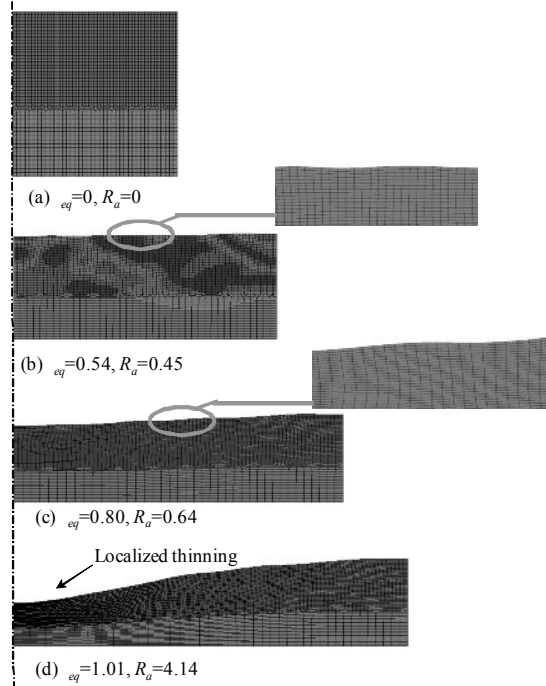 (a) eq=0, Ra=0
(b) eq=0.54, Ra=0.45
(c) eq=0.80, Ra=0.64
Localized thinning
(d) eq=1.01, Ra=4.14